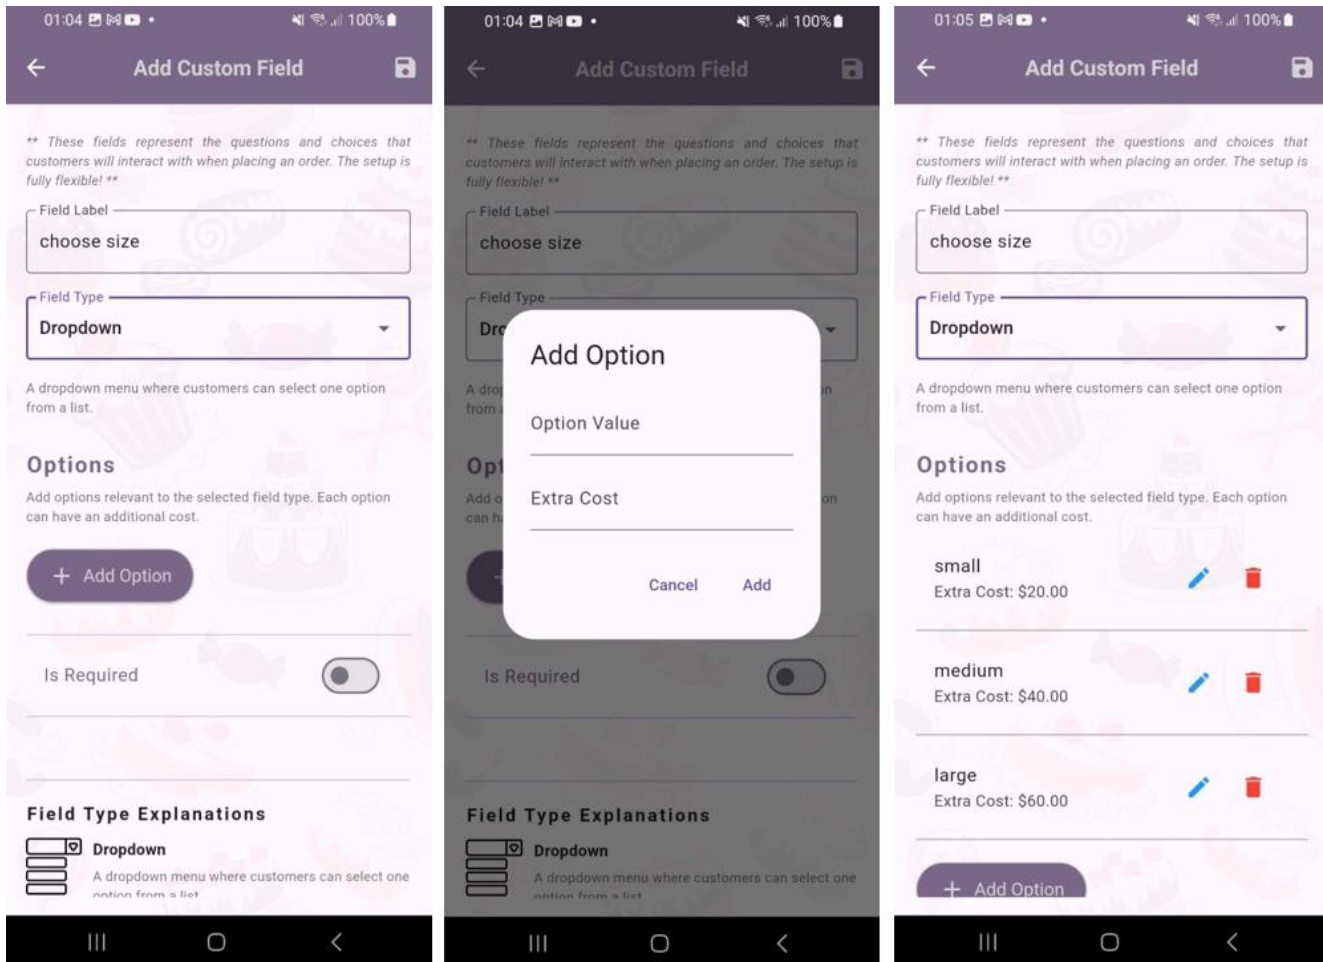 01:04 100%
Add Custom Field
** These fields represent the questions and choices that
customers will interact with when placing an order. The setup is
fully flexible! **
Field Label
choose size
Field Type
Dropdown
A dropdown menu where customers can select one option
from a list.
Options
Add options relevant to the selected field type. Each option
can have an additional cost.
+ Add Option
Is Required
Field Type Explanations
Dropdown
A dropdown menu where customers can select one
option from a list
01:04 100%
Add Custom Field
** These fields represent the questions and choices that
customers will interact with when placing an order. The setup is
fully flexible! **
Field Label
choose size
Field Type
Add Option
Option Value
Extra Cost
Cancel Add
Is Required
Field Type Explanations
Dropdown
A dropdown menu where customers can select one
option from a list
01:05 100%
Add Custom Field
** These fields represent the questions and choices that
customers will interact with when placing an order. The setup is
fully flexible! **
Field Label
choose size
Field Type
Dropdown
A dropdown menu where customers can select one option
from a list.
Options
Add options relevant to the selected field type. Each option
can have an additional cost.
small
Extra Cost: $20.00
medium
Extra Cost: $40.00
large
Extra Cost: $60.00
+ Add Option